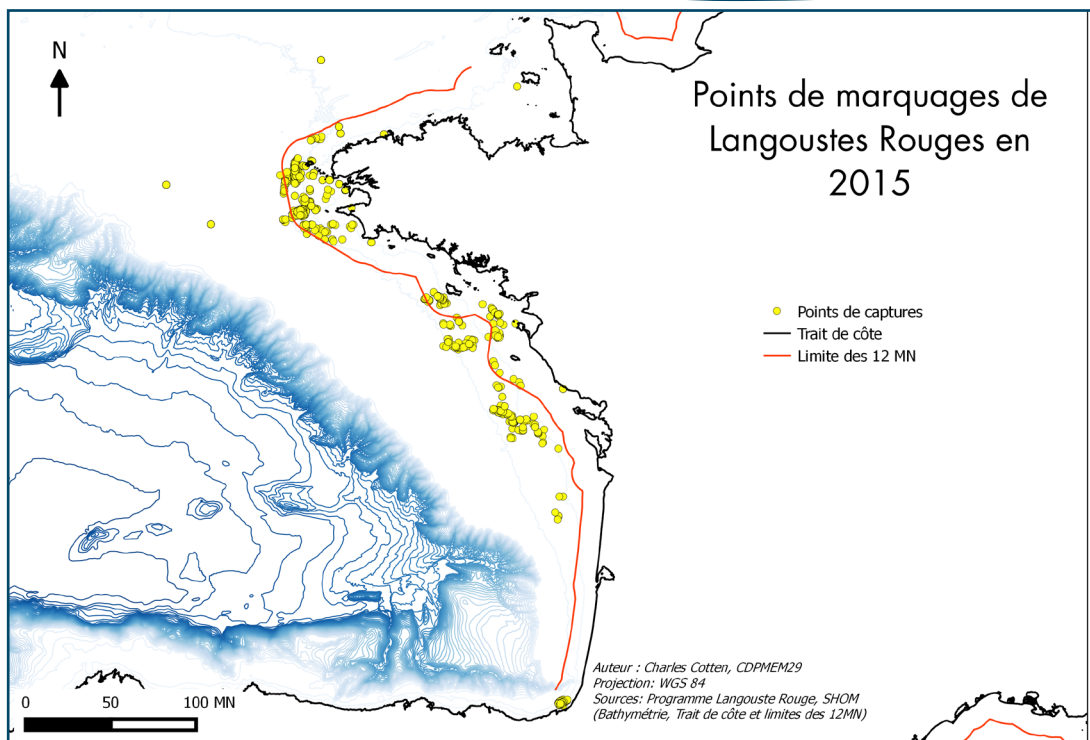 N
Points de marquages de
Langoustes Rouges en
2015
Points de captures
Trait de côte
Limite des 12 MN
Auteur : Charles Cotten, CDPMEM29
Projection: WGS 84
Sources: Programme Langouste Rouge, SHOM
(Bathymétrie, Trait de côte et limites des 12MN)
0 50 100 MN